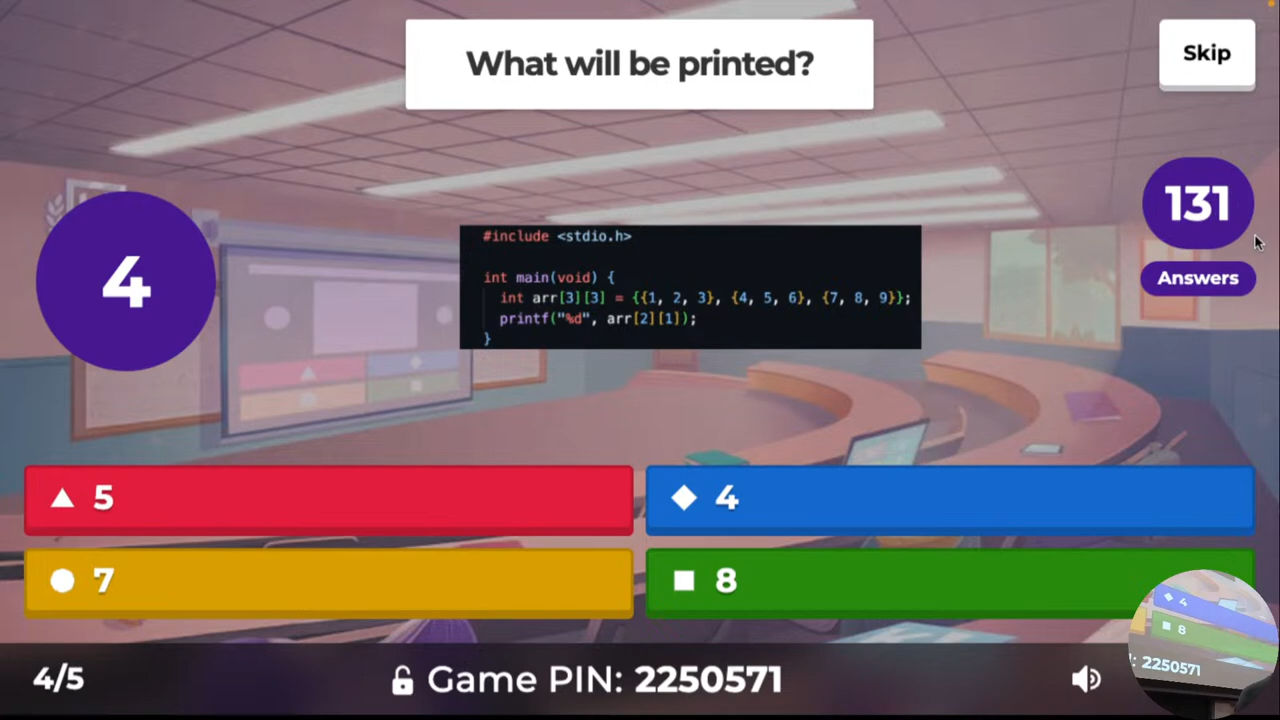 What will be printed?
Skip
131
Answers
4
#include <stdio.h>
int main(void) {
int arr[3][3] = {{1, 2, 3}, {4, 5, 6}, {7, 8, 9}};
printf("%d", arr[2][1]);
}
5
4
7
8
4/5
Game PIN: 2250571
4
8
: 2250571